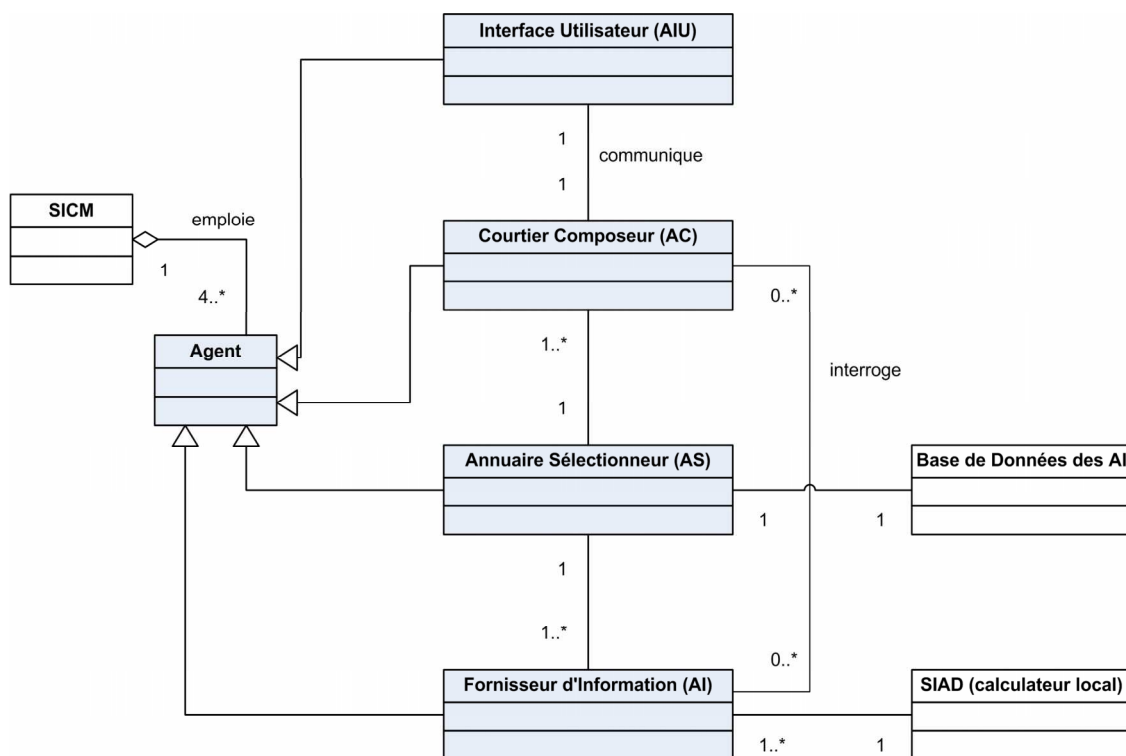 Interface Utilisateur (AIU)
1
communique
1
SICM
emploie
1
4..*
Courtier Composeur (AC)
0..*
Agent
1..*
interroge
1
Annuaire Sélectionneur (AS)
Base de Données des AI
1
1
1
1..*
0..*
Fornisseur d'Information (AI)
SIAD (calculateur local)
1..*
1